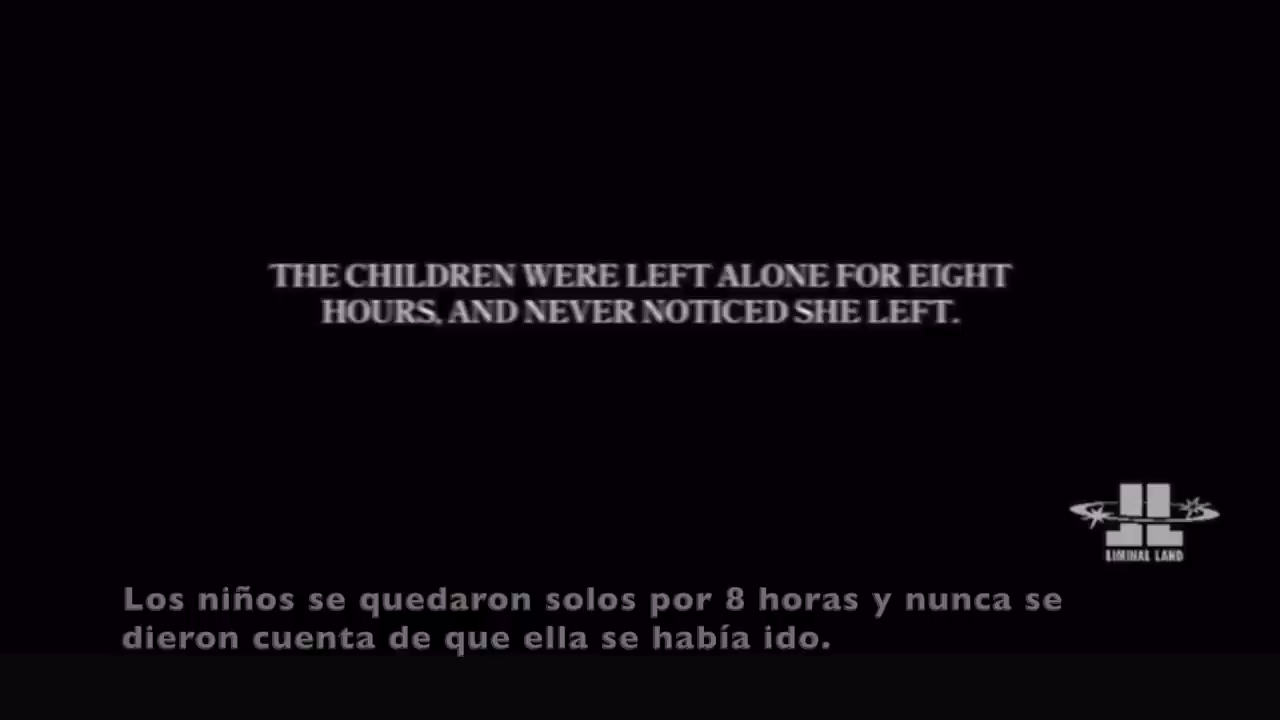 THE CHILDREN WERE LEFT ALONE FOR EIGHT
HOURS, AND NEVER NOTICED SHE LEFT.
LIMINAL LAND
Los niños se quedaron solos por 8 horas y nunca se
dieron cuenta de que ella se había ido.